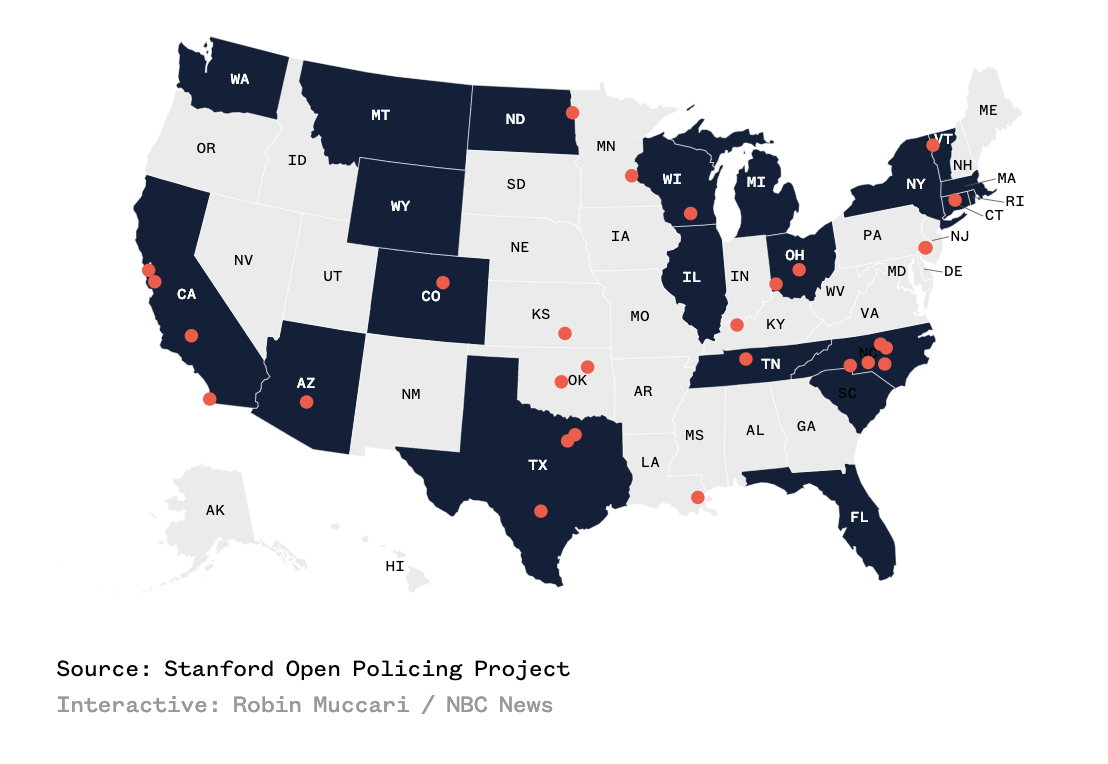 WA
MT
ND
ME
OR
ID
MN
VT
NH
SD
WI
MI
NY
MA
WY
RI
CT
IA
PA
NJ
NE
NV
UT
CO
CA
IL
IN
OH
MD
DE
WV
KS
MO
KY
VA
AZ
NM
OK
AR
TN
NC
SC
TX
LA
MS
AL
GA
AK
FL
HI
Source: Stanford Open Policing Project
Interactive: Robin Muccari / NBC News